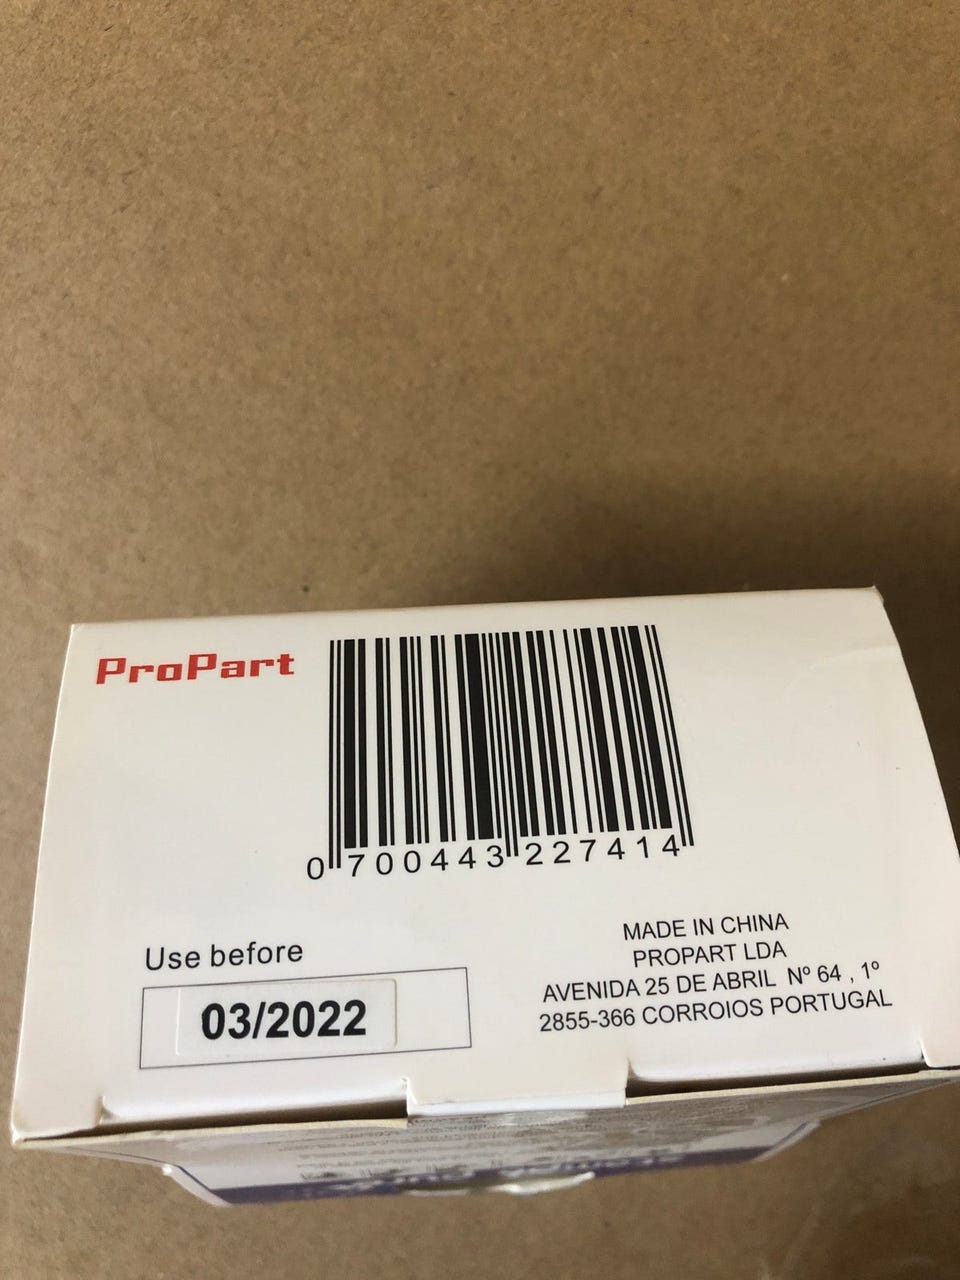 ProPart
0 700443 227414
Use before
03/2022
MADE IN CHINA
PROPART LDA
AVENIDA 25 DE ABRIL Nº 64 , 1º
2855-366 CORROIOS PORTUGAL